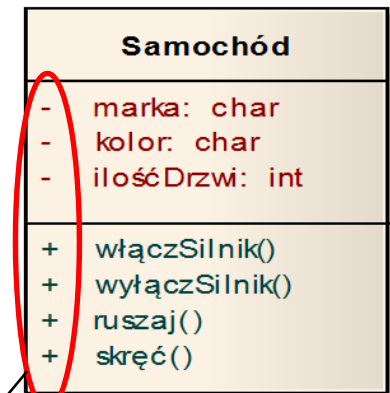 Samochód
- marka: char
- kolor: char
- ilośćDrzwi: int
+ włączSilnik()
+ wyłączSilnik()
+ ruszaj()
+ skręć()